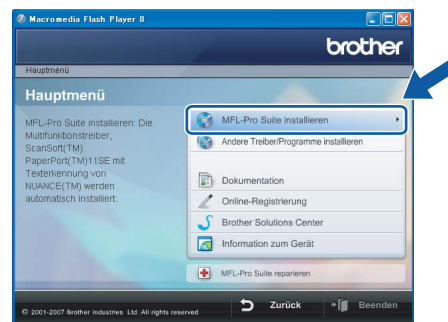 Macromedia Flash Player 8
brother
Hauptmenü
Hauptmenü
MFL-Pro Suite installieren: Die
Multifunktionstreiber,
ScanSoft(TM)
PaperPort(TM)11SE mit
Texterkennung von
NUANCE(TM) werden
automatisch installiert.
MFL-Pro Suite installieren
Andere Treiber/Programme installieren
Dokumentation
Online-Registrierung
Brother Solutions Center
Information zum Gerät
MFL-Pro Suite reparieren
© 2001-2007 Brother Industries. Ltd. All rights reserved
Zurück
Beenden